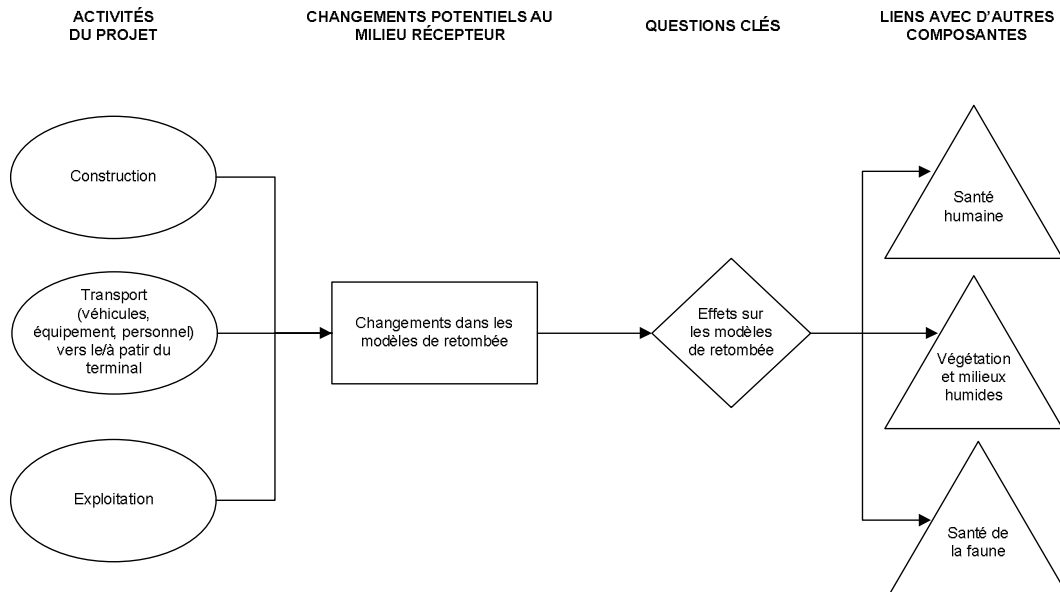 ACTIVITÉS
DU PROJET
CHANGEMENTS POTENTIELS AU
MILIEU RÉCEPTEUR
QUESTIONS CLÉS
LIENS AVEC D'AUTRES
COMPOSANTES
Construction
Transport
(véhicules,
équipement, personnel)
vers le/à patir du
terminal
Exploitation
Changements dans les
modèles de retombée
Effets sur
les modèles
de retombée
Santé
humaine
Végétation
et milieux
humides
Santé de
la faune